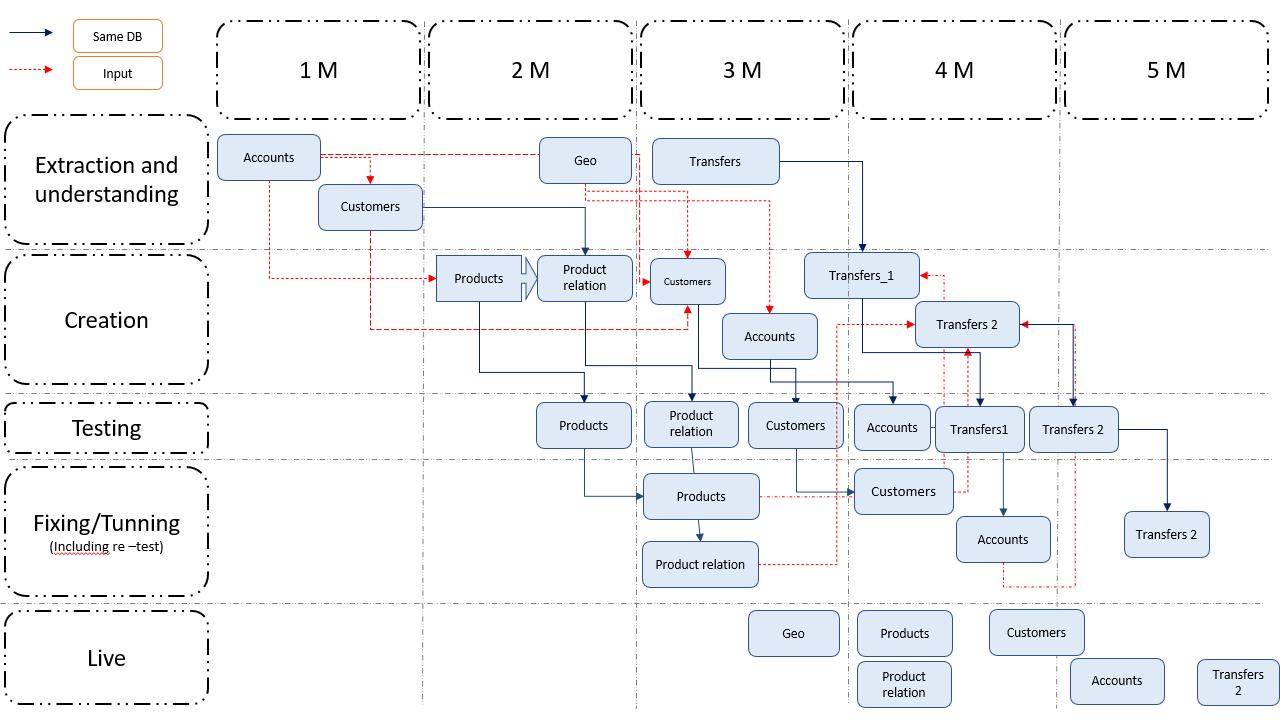 Same DB
Input
1 M
2 M
3 M
4 M
5 M
Extraction and
understanding
Accounts
Geo
Transfers
Customers
Creation
Products
Product
relation
Customers
Transfers_1
Transfers 2
Accounts
Testing
Products
Product
relation
Customers
Accounts
Transfers1
Transfers 2
Fixing/Tunning
(Including re –test)
Products
Customers
Accounts
Transfers 2
Product relation
Live
Geo
Products
Customers
Product
relation
Accounts
Transfers
2